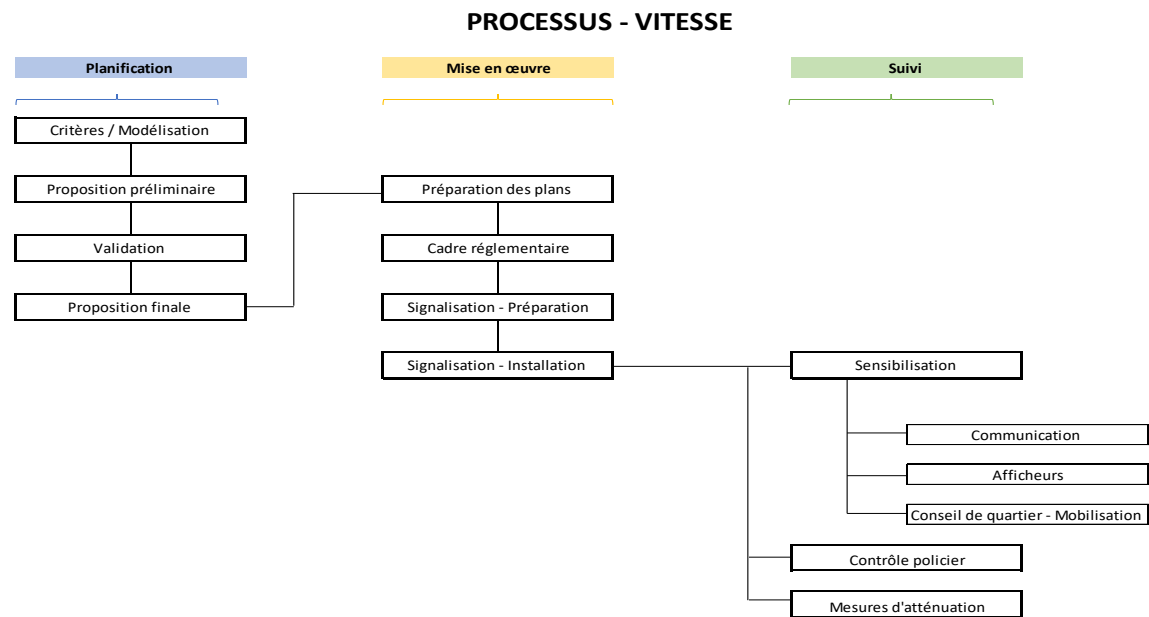 PROCESSUS - VITESSE
Planification
Mise en œuvre
Suivi
Critères / Modélisation
Proposition préliminaire
Préparation des plans
Validation
Cadre réglementaire
Proposition finale
Signalisation - Préparation
Signalisation - Installation
Sensibilisation
Communication
Afficheurs
Conseil de quartier - Mobilisation
Contrôle policier
Mesures d'atténuation